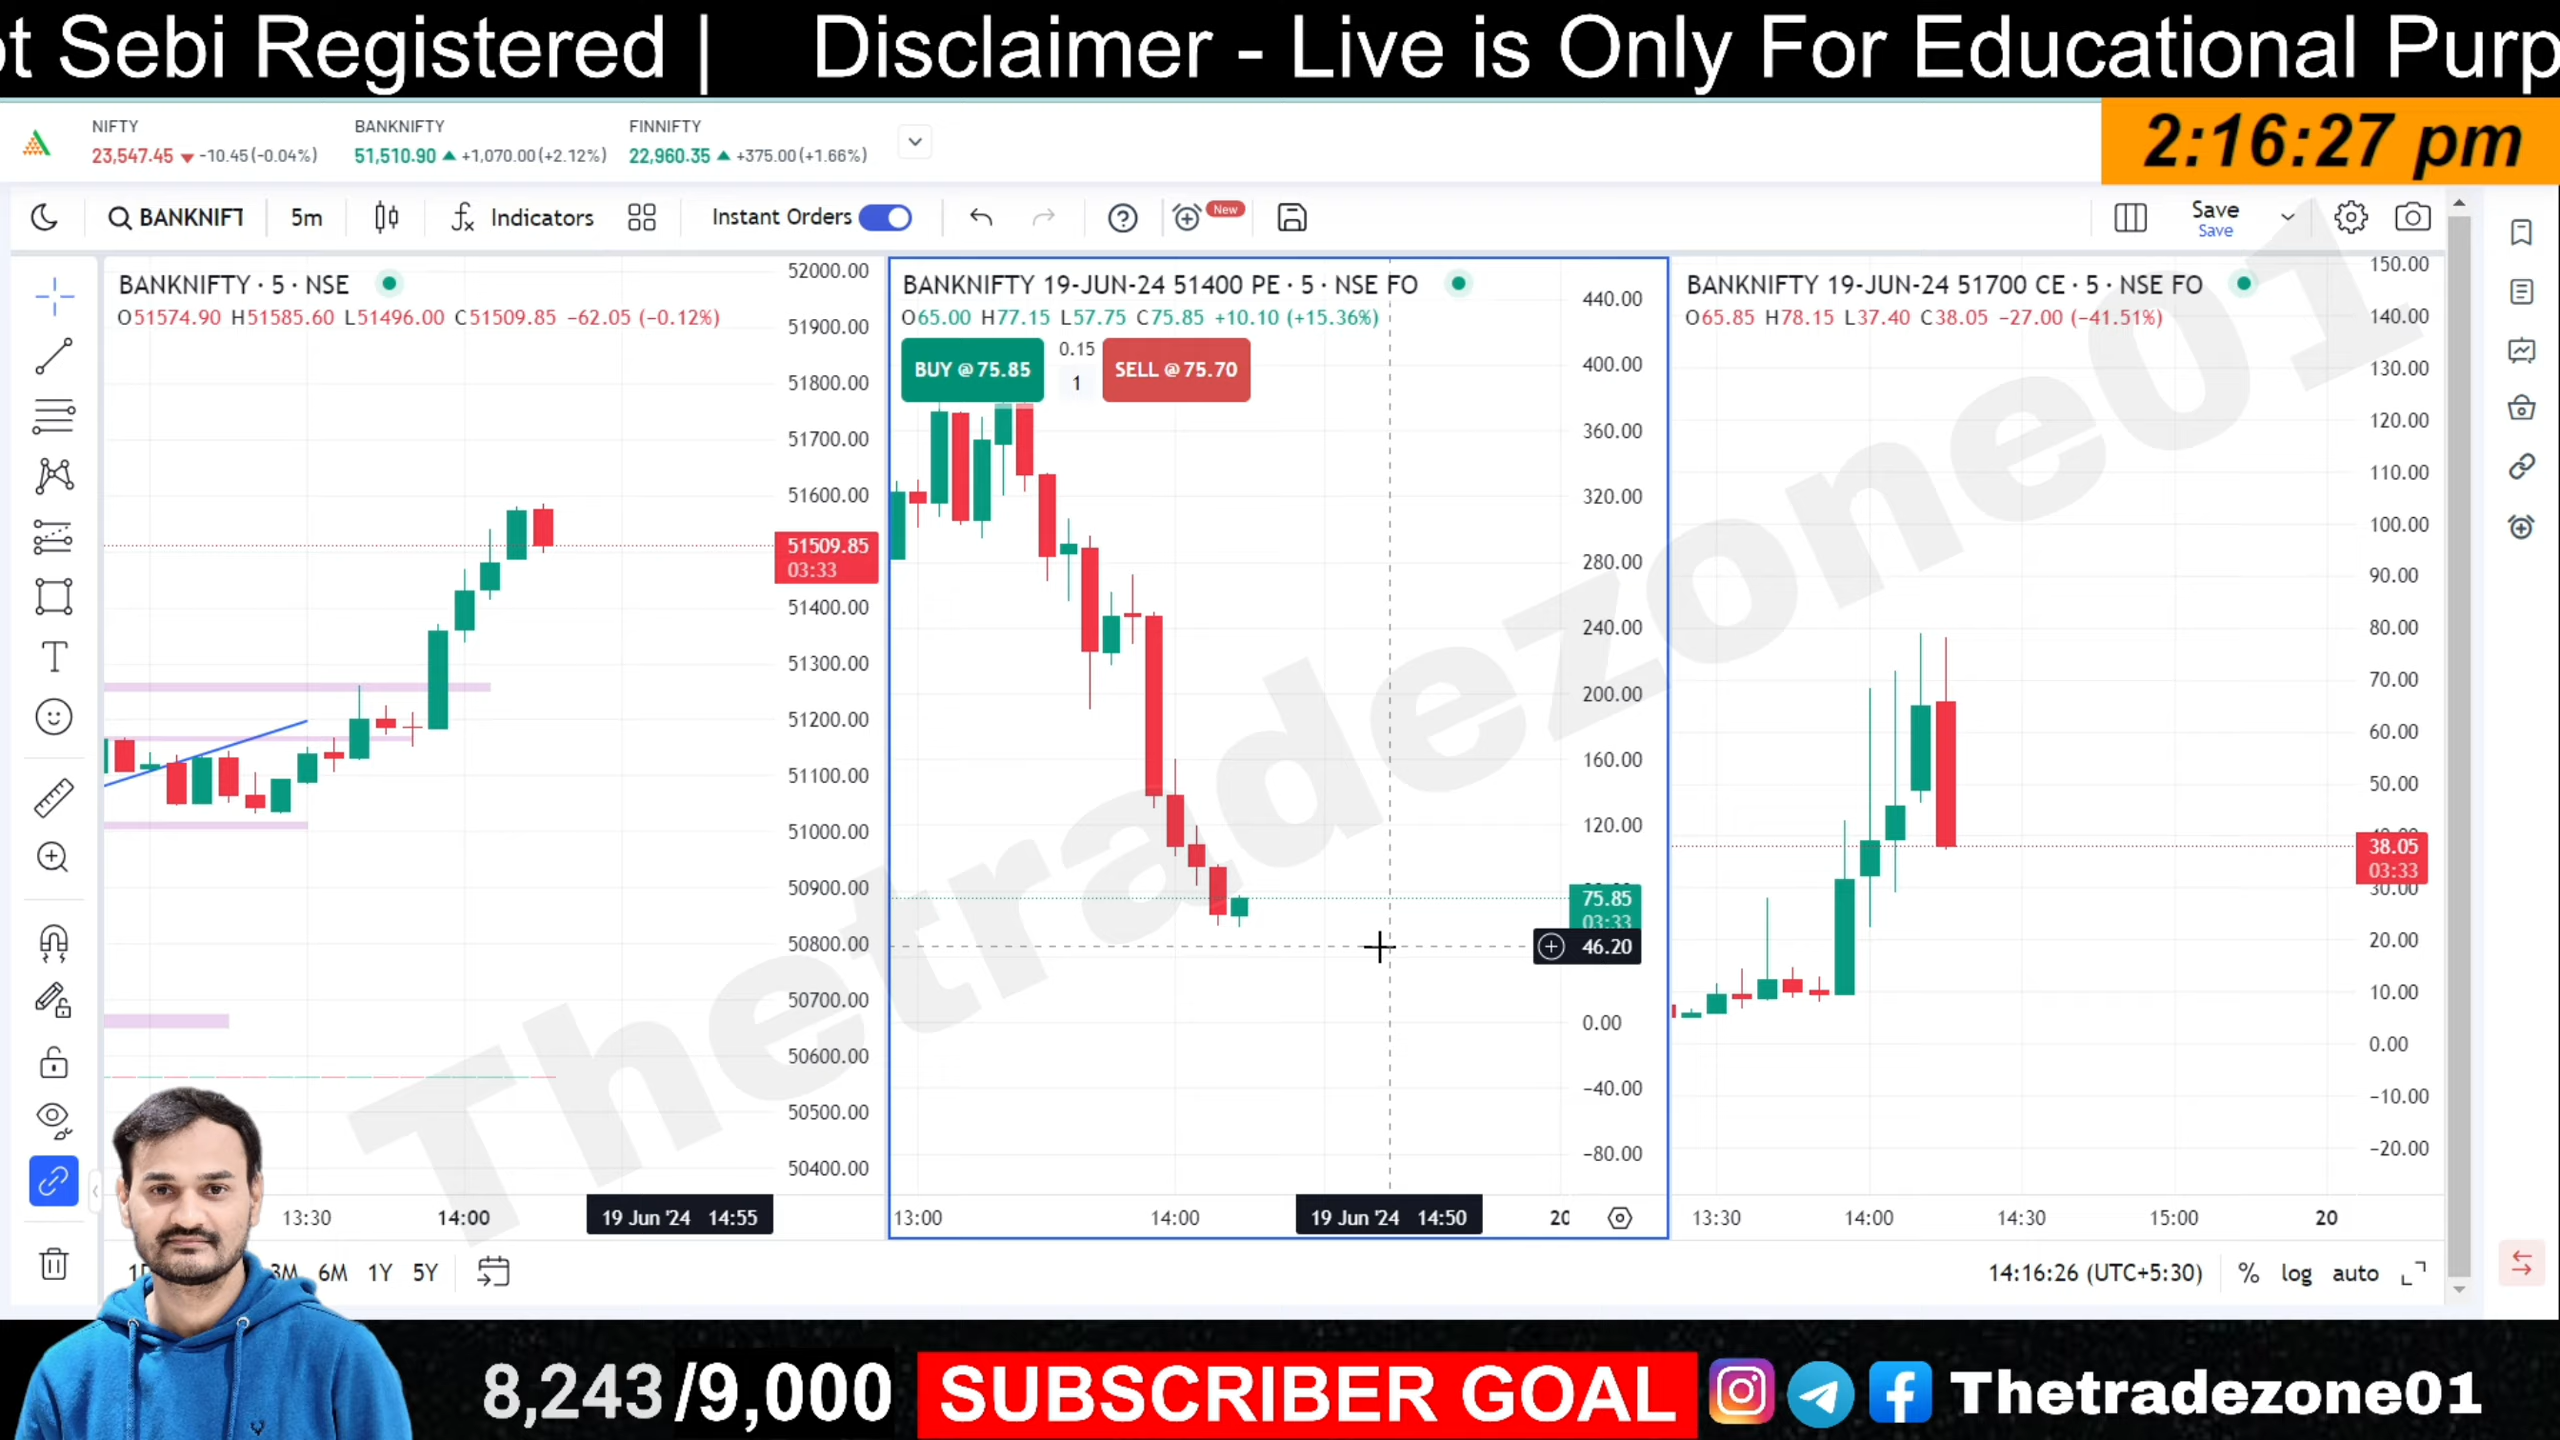 ot Sebi Registered | Disclaimer - Live is Only For Educational Purp
2:16:27 pm
NIFTY
23,547.45 -10.45(-0.04%)
BANKNIFTY
51,510.90 +1,070.00(+2.12%)
FINNIFTY
22,960.35 +375.00(+1.66%)
BANKNIFT 5m Indicators Instant Orders New Save
Save
BANKNIFTY · 5 · NSE
O51574.90 H51585.60 L51496.00 C51509.85 −62.05 (−0.12%)
52000.00
51900.00
51800.00
51700.00
51600.00
51509.85
03:33
51400.00
51300.00
51200.00
51100.00
51000.00
50900.00
50800.00
50700.00
50600.00
50500.00
50400.00
13:30 14:00 19 Jun '24 14:55
BANKNIFTY 19-JUN-24 51400 PE · 5 · NSE FO
O65.00 H77.15 L57.75 C75.85 +10.10 (+15.36%)
BUY @ 75.85
0.15
1
SELL @ 75.70
440.00
400.00
360.00
320.00
280.00
240.00
200.00
160.00
120.00
75.85
03:33
46.20
0.00
−40.00
−80.00
13:00 14:00 19 Jun '24 14:50
BANKNIFTY 19-JUN-24 51700 CE · 5 · NSE FO
O65.85 H78.15 L37.40 C38.05 −27.00 (−41.51%)
150.00
140.00
130.00
120.00
110.00
100.00
90.00
80.00
70.00
60.00
50.00
38.05
03:33
30.00
20.00
10.00
0.00
−10.00
−20.00
13:30 14:00 14:30 15:00 20
Thetradezone01
3M 6M 1Y 5Y
14:16:26 (UTC+5:30) % log auto
8,243/9,000 SUBSCRIBER GOAL Thetradezone01